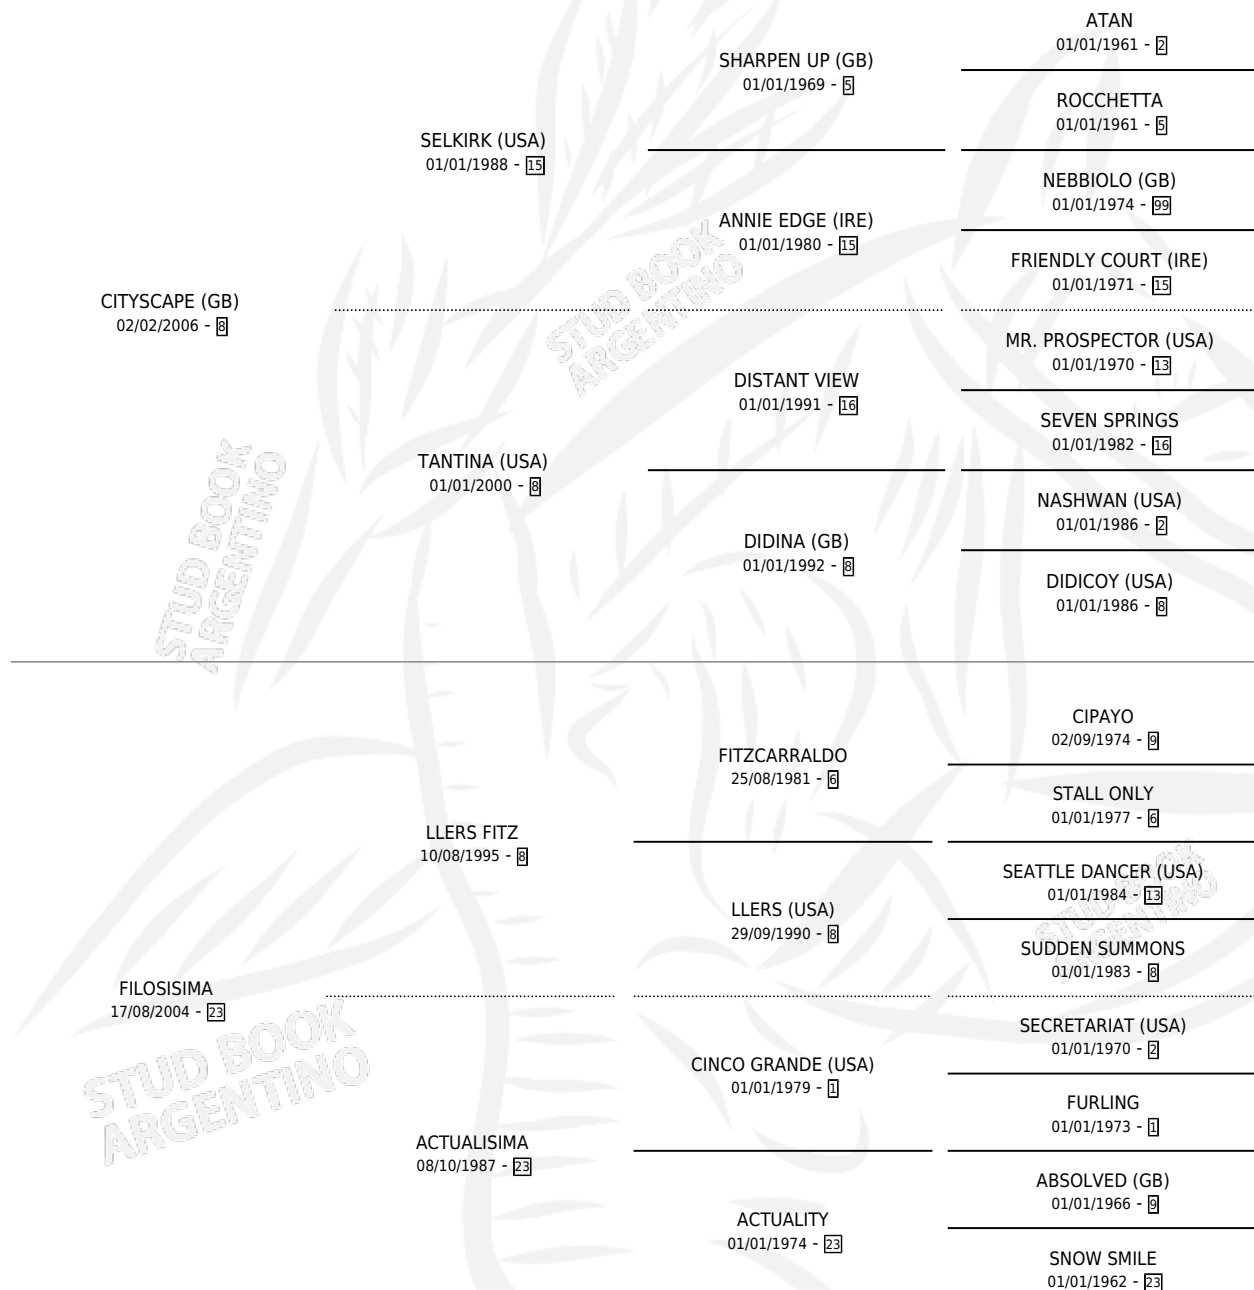 ATAN
01/01/1961 - 2
SHARPEN UP (GB)
01/01/1969 - 5
ROCCHETTA
01/01/1961 - 5
SELKIRK (USA)
01/01/1988 - 15
NEBBIOLO (GB)
01/01/1974 - 99
ANNIE EDGE (IRE)
01/01/1980 - 15
FRIENDLY COURT (IRE)
01/01/1971 - 15
CITYSCAPE (GB)
02/02/2006 - 8
STUD BOOK
ARGENTINO
MR. PROSPECTOR (USA)
01/01/1970 - 13
DISTANT VIEW
01/01/1991 - 16
SEVEN SPRINGS
01/01/1982 - 16
TANTINA (USA)
01/01/2000 - 8
NASHWAN (USA)
01/01/1986 - 2
DIDINA (GB)
01/01/1992 - 8
DIDICOY (USA)
01/01/1986 - 8
STUD BOOK
ARGENTINO
CIPAYO
02/09/1974 - 9
FITZCARRALDO
25/08/1981 - 6
STALL ONLY
01/01/1977 - 6
LLERS FITZ
10/08/1995 - 8
SEATTLE DANCER (USA)
01/01/1984 - 13
LLERS (USA)
29/09/1990 - 8
SUDDEN SUMMONS
01/01/1983 - 8
STUD BOOK
ARGENTINO
FILOSISIMA
17/08/2004 - 23
SECRETARIAT (USA)
01/01/1970 - 2
CINCO GRANDE (USA)
01/01/1979 - 1
FURLING
01/01/1973 - 1
STUD BOOK
ARGENTINO
ACTUALISIMA
08/10/1987 - 23
ABSOLVED (GB)
01/01/1966 - 9
ACTUALITY
01/01/1974 - 23
SNOW SMILE
01/01/1962 - 23